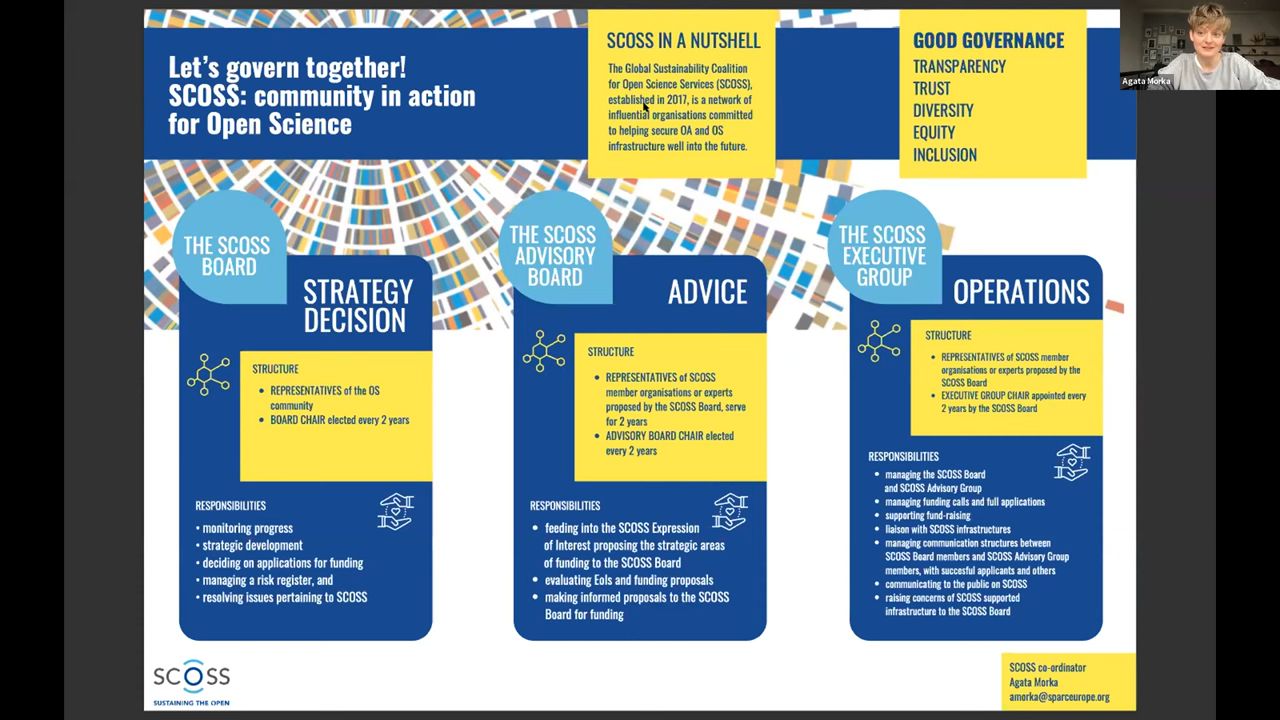 Let's govern together!
SCOSS: community in action
for Open Science
SCOSS IN A NUTSHELL
The Global Sustainability Coalition
for Open Science Services (SCOSS),
established in 2017, is a network of
influential organisations committed
to helping secure OA and OS
infrastructure well into the future.
GOOD GOVERNANCE
TRANSPARENCY
TRUST
DIVERSITY
EQUITY
INCLUSION
Agata Morka
THE SCOSS
BOARD
STRATEGY
DECISION
STRUCTURE
• REPRESENTATIVES of the OS
community
• BOARD CHAIR elected every 2 years
RESPONSIBILITIES
• monitoring progress
• strategic development
• deciding on applications for funding
• managing a risk register, and
• resolving issues pertaining to SCOSS
THE SCOSS
ADVISORY
BOARD
ADVICE
STRUCTURE
• REPRESENTATIVES of SCOSS
member organisations or experts
proposed by the SCOSS Board, serve
for 2 years
• ADVISORY BOARD CHAIR elected
every 2 years
RESPONSIBILITIES
• feeding into the SCOSS Expression
of Interest proposing the strategic areas
of funding to the SCOSS Board
• evaluating EoIs and funding proposals
• making informed proposals to the SCOSS
Board for funding
THE SCOSS
EXECUTIVE
GROUP
OPERATIONS
STRUCTURE
• REPRESENTATIVES of SCOSS member
organisations or experts proposed by the
SCOSS Board
• EXECUTIVE GROUP CHAIR appointed every
2 years by the SCOSS Board
RESPONSIBILITIES
• managing the SCOSS Board
and SCOSS Advisory Group
• managing funding calls and full applications
• supporting fund-raising
• liaison with SCOSS infrastructures
• managing communication structures between
SCOSS Board members and SCOSS Advisory Group
members, with succesful applicants and others
• communicating to the public on SCOSS
• raising concerns of SCOSS supported
infrastructure to the SCOSS Board
SCOSS
SUSTAINING THE OPEN
SCOSS co-ordinator
Agata Morka
amorka@sparceurope.org